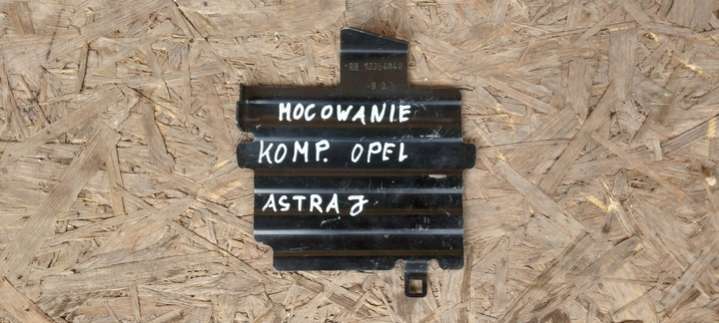 MOCOWANIE
KOMP. OPEL
ASTRA J